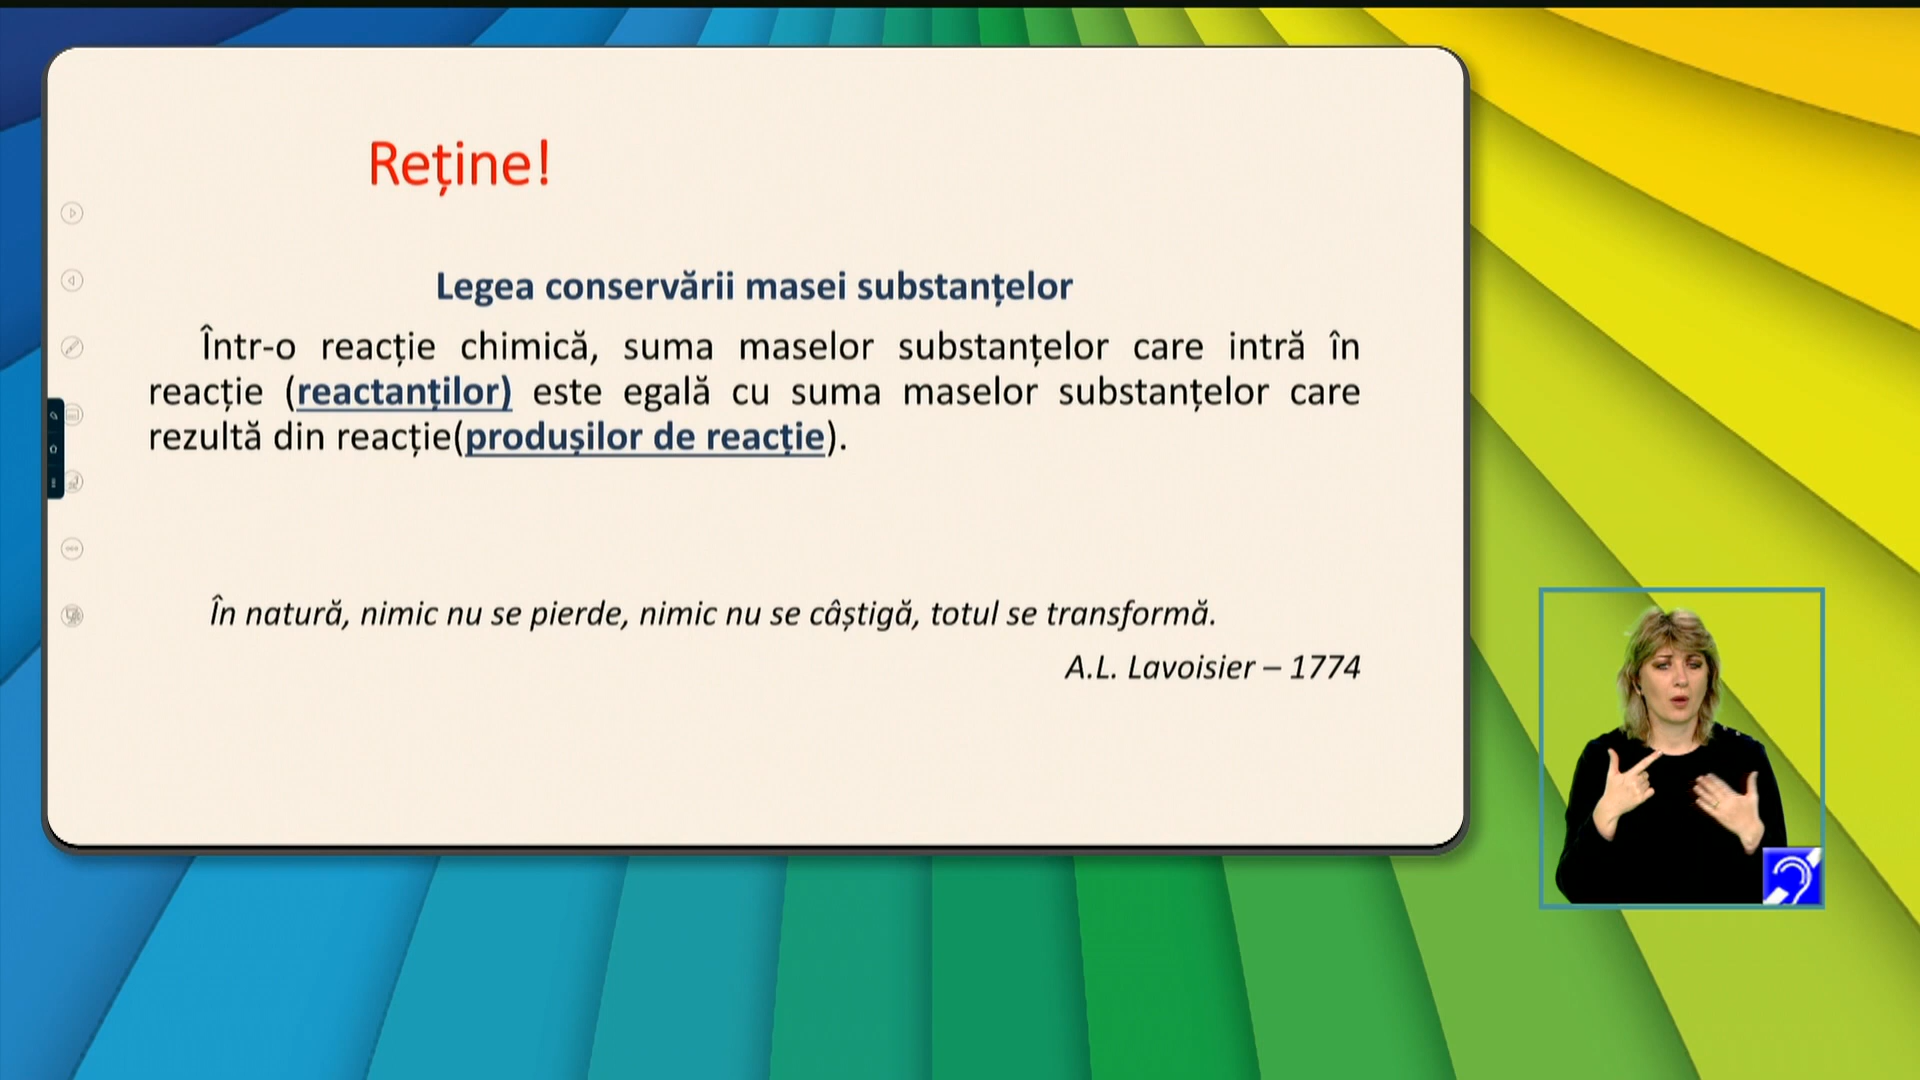 Reține!
Legea conservării masei substanțelor
Într-o reacție chimică, suma maselor substanțelor care intră în
reacție (reactanților) este egală cu suma maselor substanțelor care
rezultă din reacție(produșilor de reacție).
În natură, nimic nu se pierde, nimic nu se câștigă, totul se transformă.
A.L. Lavoisier – 1774